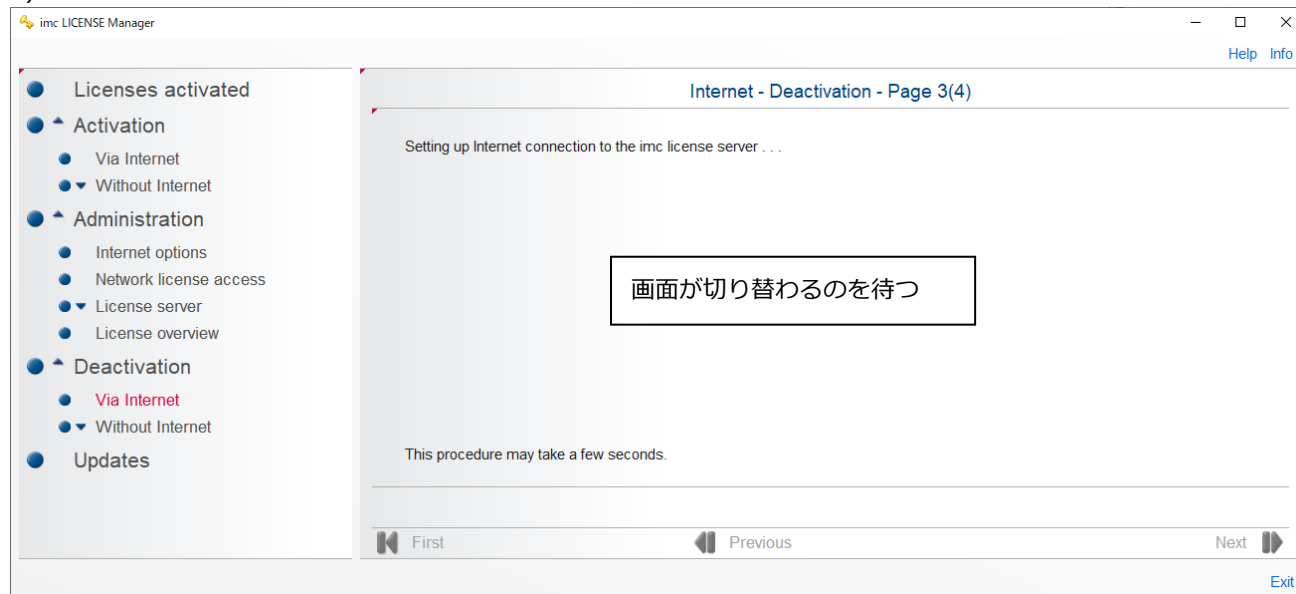 imc LICENSE Manager
Help Info
Licenses activated
Activation
Via Internet
Without Internet
Administration
Internet options
Network license access
License server
License overview
Deactivation
Via Internet
Without Internet
Updates
Internet - Deactivation - Page 3(4)
Setting up Internet connection to the imc license server . . .
画面が切り替わるのを待つ
This procedure may take a few seconds.
First Previous Next
Exit